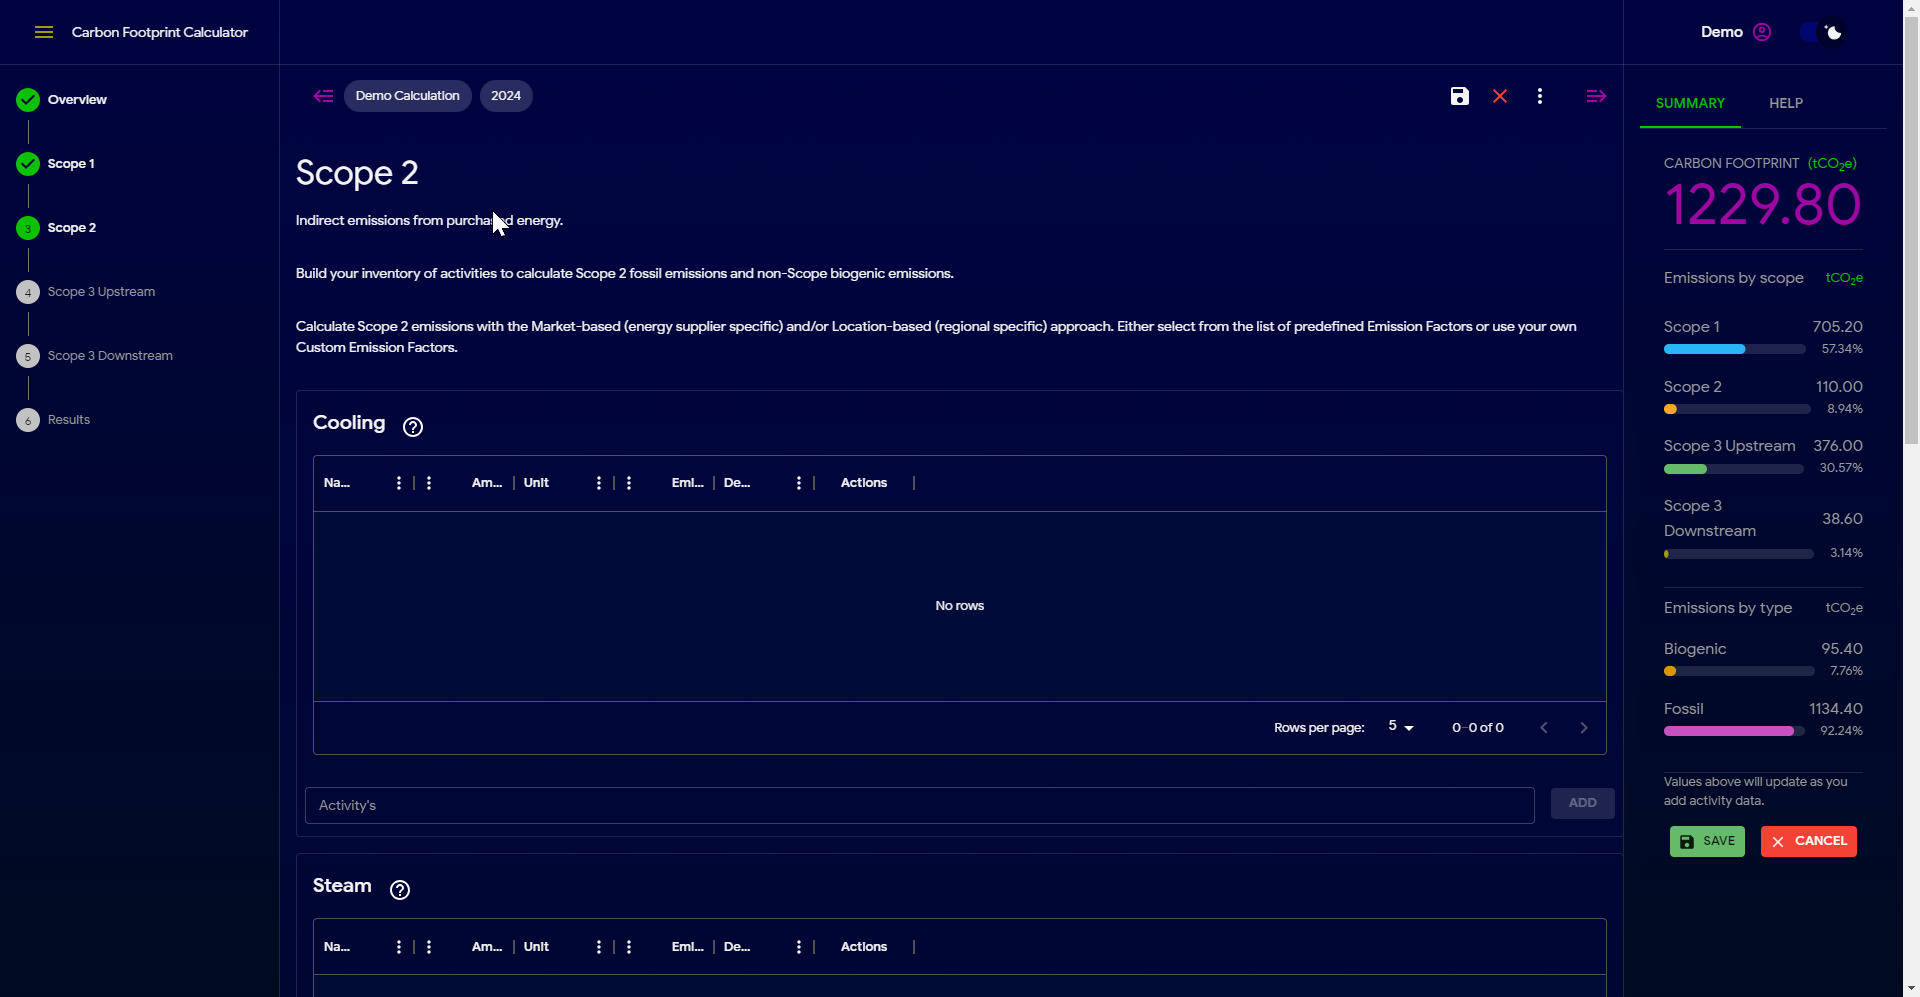 Carbon Footprint Calculator
Demo
Overview
Scope 1
3
Scope 2
4
Scope 3 Upstream
5
Scope 3 Downstream
6
Results
Demo Calculation
2024
Scope 2
Indirect emissions from purchased energy.
Build your inventory of activities to calculate Scope 2 fossil emissions and non-Scope biogenic emissions.
Calculate Scope 2 emissions with the Market-based (energy supplier specific) and/or Location-based (regional specific) approach. Either select from the list of predefined Emission Factors or use your own
Custom Emission Factors.
Cooling
Na... Am... Unit Emi... De... Actions
No rows
Rows per page: 5 0–0 of 0
Activity's
ADD
Steam
Na... Am... Unit Emi... De... Actions
SUMMARY HELP
CARBON FOOTPRINT (tCO₂e)
1229.80
Emissions by scope tCO₂e
Scope 1 705.20
57.34%
Scope 2 110.00
8.94%
Scope 3 Upstream 376.00
30.57%
Scope 3
Downstream 38.60
3.14%
Emissions by type tCO₂e
Biogenic 95.40
7.76%
Fossil 1134.40
92.24%
Values above will update as you
add activity data.
SAVE CANCEL